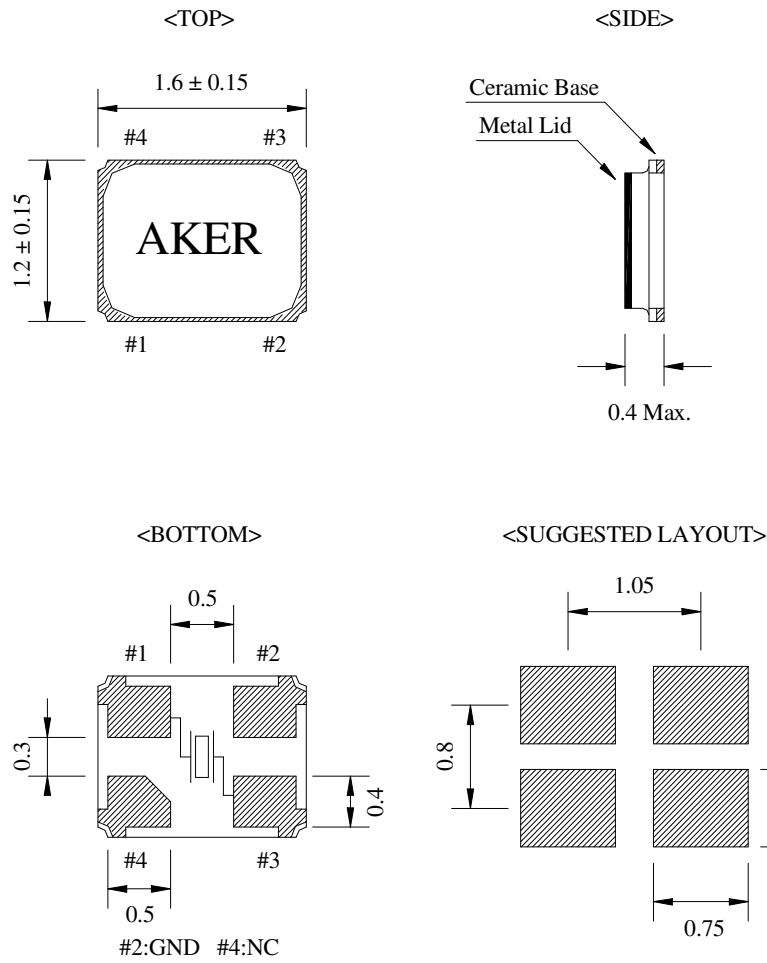 <TOP>
1.6 ± 0.15
#4 #3
1.2 ± 0.15
AKER
#1 #2
<SIDE>
Ceramic Base
Metal Lid
0.4 Max.
<BOTTOM>
0.5
#1 #2
0.3
0.4
#4 #3
0.5
#2:GND #4:NC
<SUGGESTED LAYOUT>
1.05
0.8
0.75